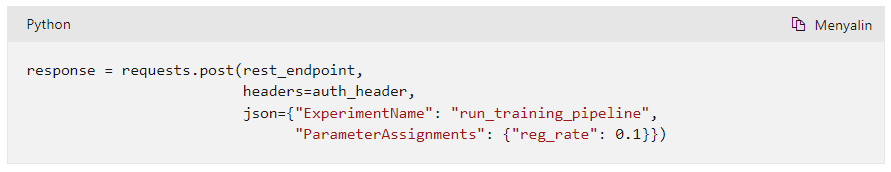 Python
Menyalin
response = requests.post(rest_endpoint,
                         headers=auth_header,
                         json={"ExperimentName": "run_training_pipeline",
                               "ParameterAssignments": {"reg_rate": 0.1}})